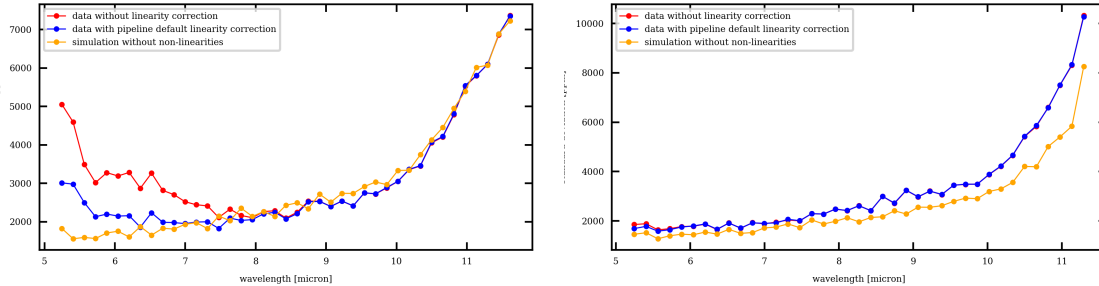 data without linearity correction
data with pipeline default linearity correction
simulation without non-linearities
7000
6000
5000
4000
3000
2000
5 6 7 8 9 10 11
wavelength [micron]
data without linearity correction
data with pipeline default linearity correction
simulation without non-linearities
10000
8000
6000
4000
2000
5 6 7 8 9 10 11
wavelength [micron]